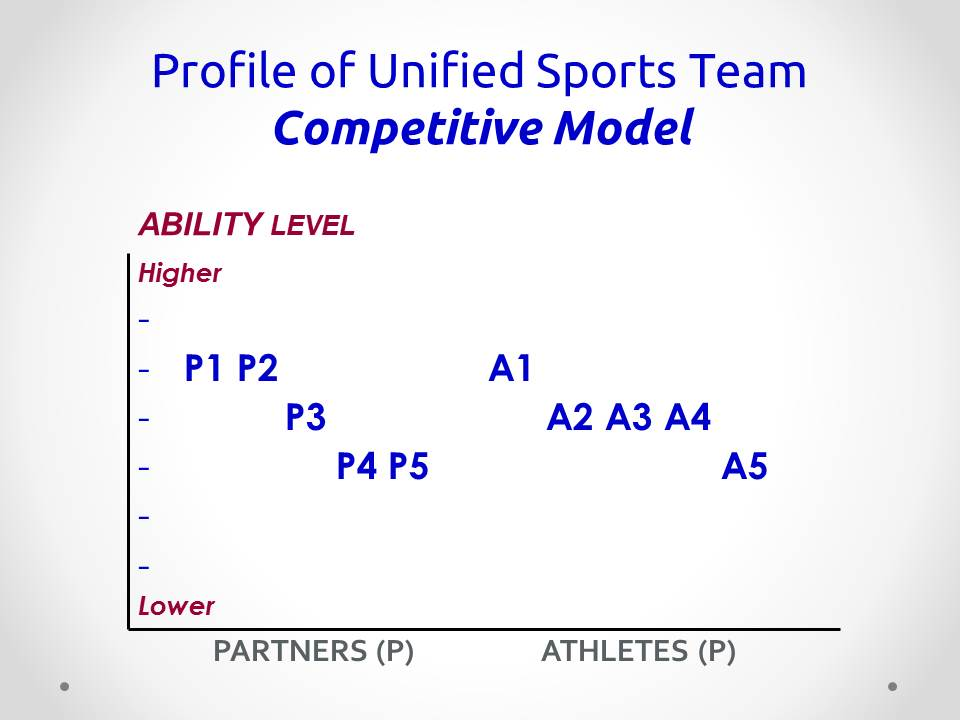 Profile of Unified Sports Team
Competitive Model
ABILITY LEVEL
Higher
-
- P1 P2 A1
- P3 A2 A3 A4
- P4 P5 A5
-
-
Lower
PARTNERS (P) ATHLETES (P)